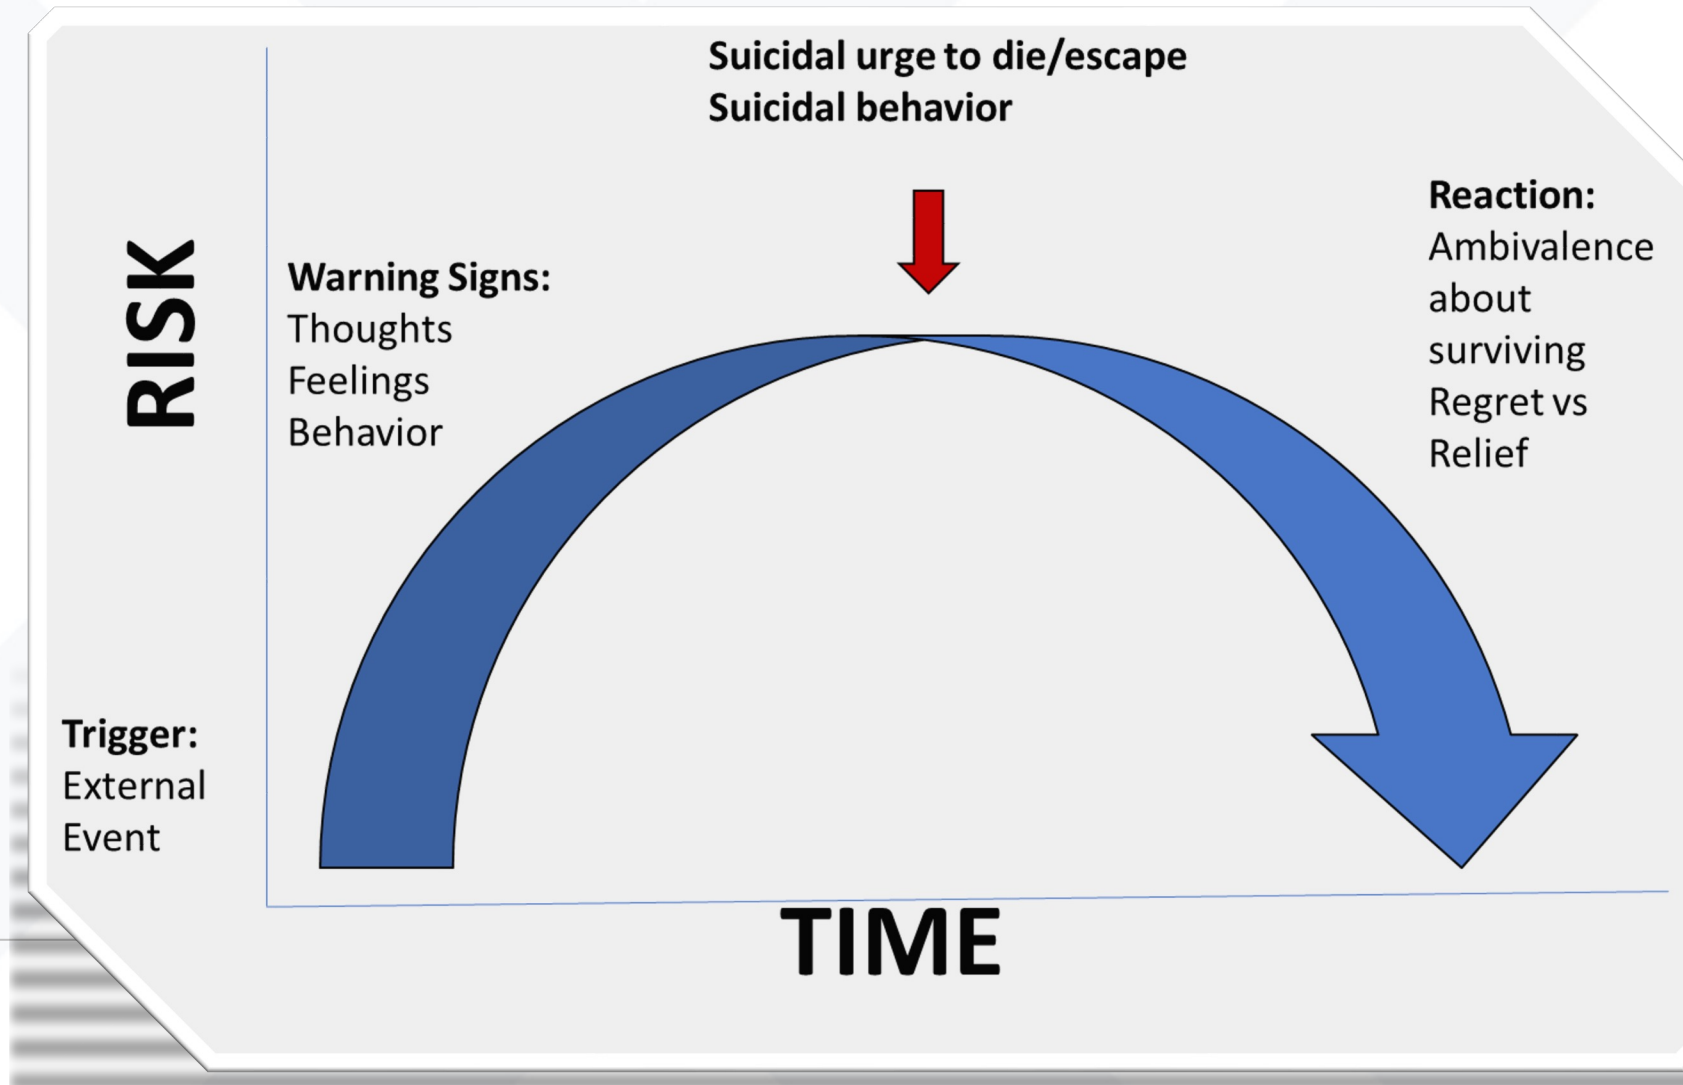 Suicidal urge to die/escape
Suicidal behavior
RISK
Warning Signs:
Thoughts
Feelings
Behavior
Reaction:
Ambivalence
about
surviving
Regret vs
Relief
Trigger:
External
Event
TIME